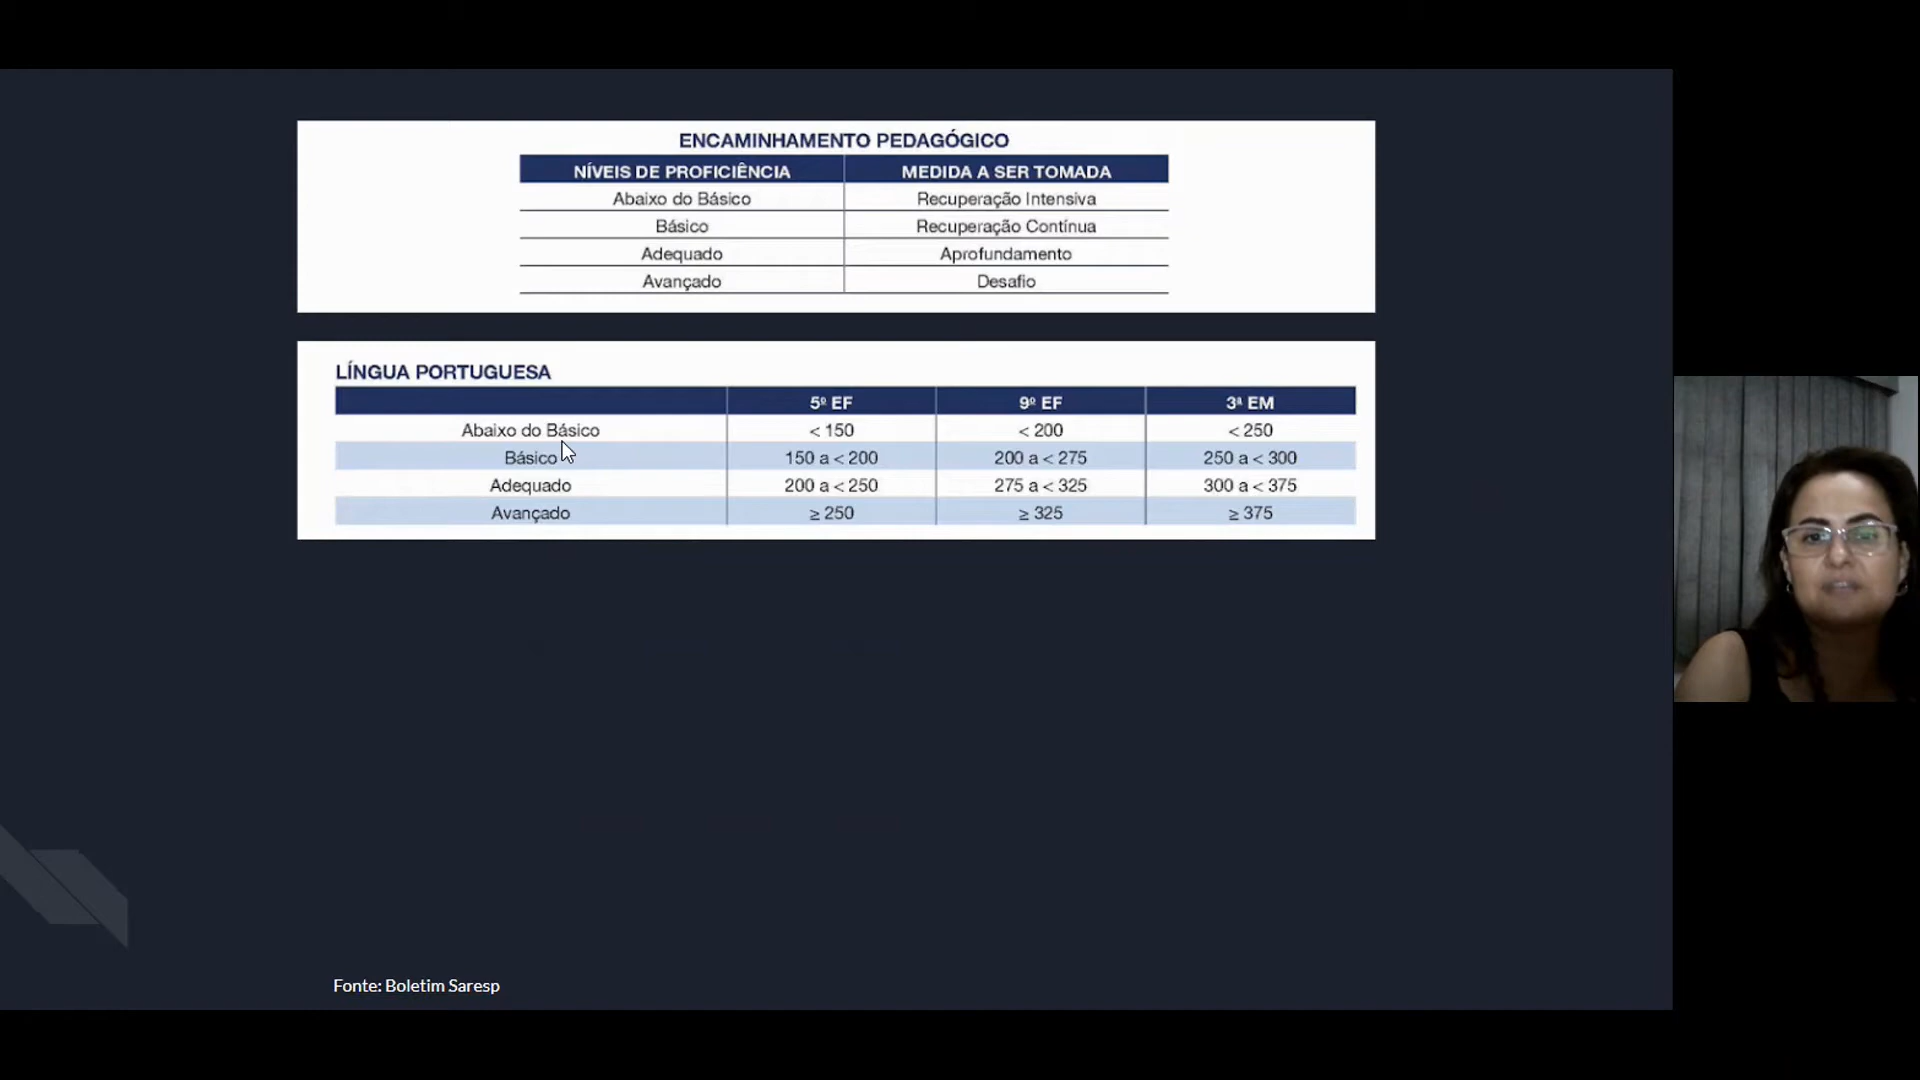 ENCAMINHAMENTO PEDAGÓGICO
NÍVEIS DE PROFICIÊNCIA MEDIDA A SER TOMADA
Abaixo do Básico Recuperação Intensiva
Básico Recuperação Contínua
Adequado Aprofundamento
Avançado Desafio
LÍNGUA PORTUGUESA
5º EF 9º EF 3ª EM
Abaixo do Básico < 150 < 200 < 250
Básico 150 a < 200 200 a < 275 250 a < 300
Adequado 200 a < 250 275 a < 325 300 a < 375
Avançado ≥ 250 ≥ 325 ≥ 375
Fonte: Boletim Saresp